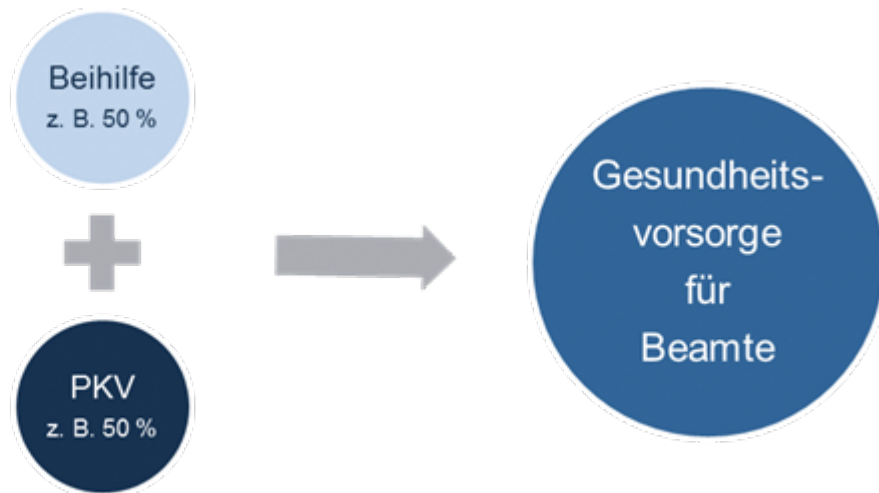 Beihilfe
z. B. 50 %
PKV
z. B. 50 %
Gesundheits-
vorsorge
für
Beamte